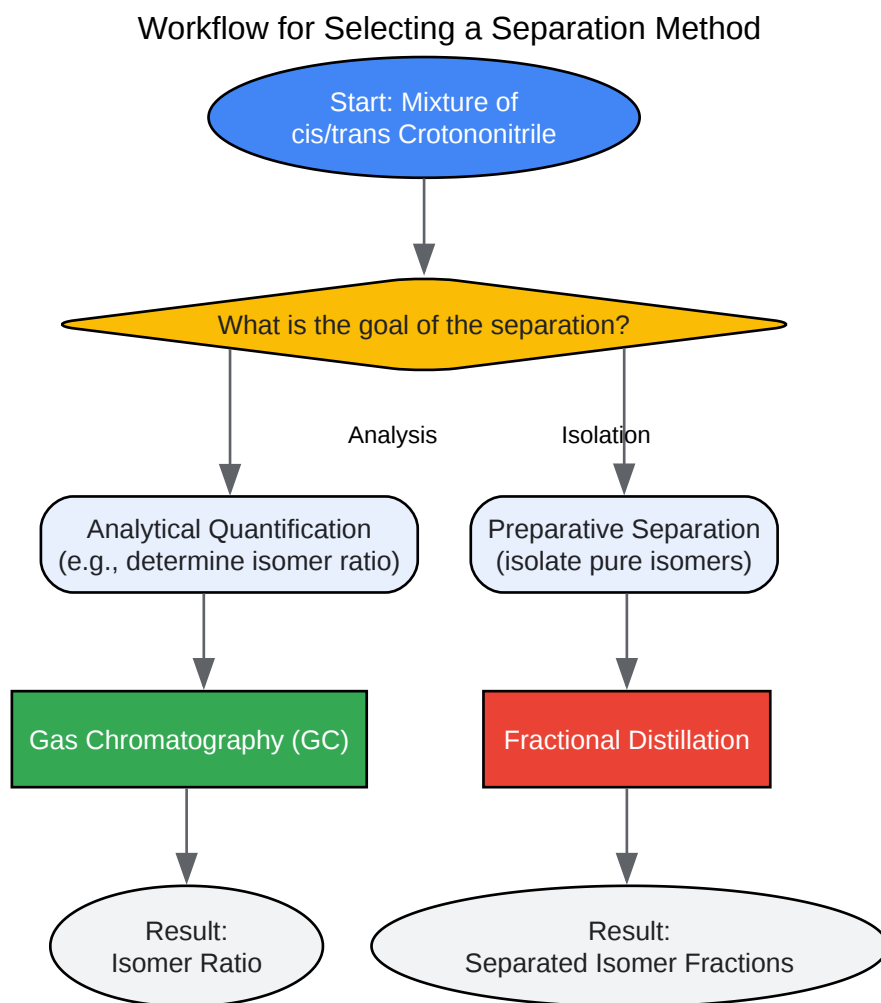 Workflow for Selecting a Separation Method
Start: Mixture of
cis/trans Crotononitrile
What is the goal of the separation?
Analysis
Isolation
Analytical Quantification
(e.g., determine isomer ratio)
Preparative Separation
(isolate pure isomers)
Gas Chromatography (GC)
Fractional Distillation
Result:
Isomer Ratio
Result:
Separated Isomer Fractions